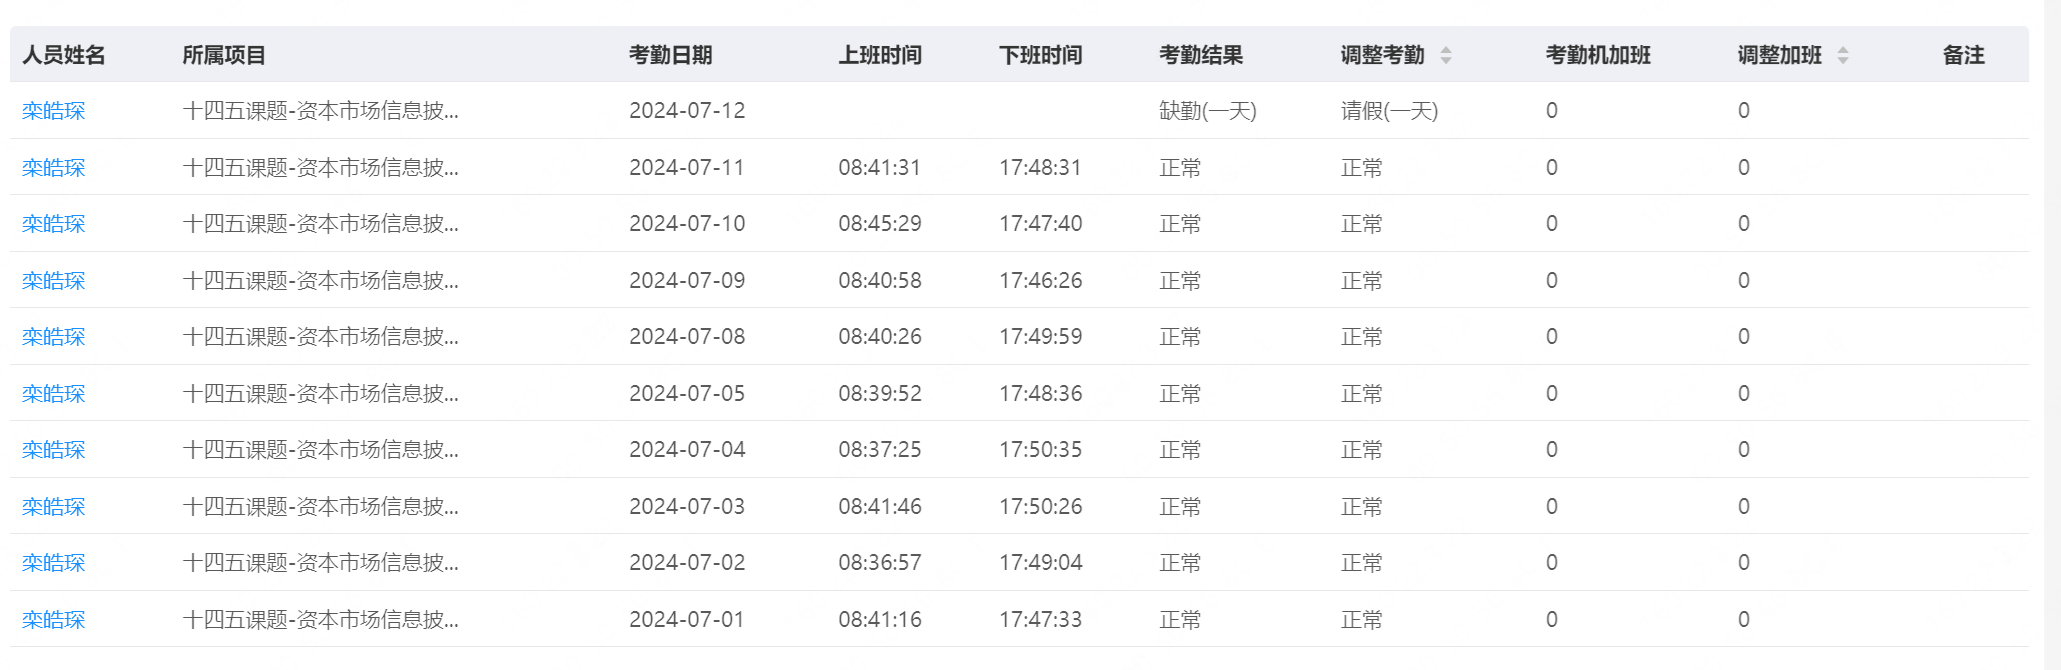 人员姓名 所属项目 考勤日期 上班时间 下班时间 考勤结果 调整考勤 考勤机加班 调整加班 备注
栾皓琛 十四五课题-资本市场信息披... 2024-07-12 缺勤(一天) 请假(一天) 0 0
栾皓琛 十四五课题-资本市场信息披... 2024-07-11 08:41:31 17:48:31 正常 正常 0 0
栾皓琛 十四五课题-资本市场信息披... 2024-07-10 08:45:29 17:47:40 正常 正常 0 0
栾皓琛 十四五课题-资本市场信息披... 2024-07-09 08:40:58 17:46:26 正常 正常 0 0
栾皓琛 十四五课题-资本市场信息披... 2024-07-08 08:40:26 17:49:59 正常 正常 0 0
栾皓琛 十四五课题-资本市场信息披... 2024-07-05 08:39:52 17:48:36 正常 正常 0 0
栾皓琛 十四五课题-资本市场信息披... 2024-07-04 08:37:25 17:50:35 正常 正常 0 0
栾皓琛 十四五课题-资本市场信息披... 2024-07-03 08:41:46 17:50:26 正常 正常 0 0
栾皓琛 十四五课题-资本市场信息披... 2024-07-02 08:36:57 17:49:04 正常 正常 0 0
栾皓琛 十四五课题-资本市场信息披... 2024-07-01 08:41:16 17:47:33 正常 正常 0 0